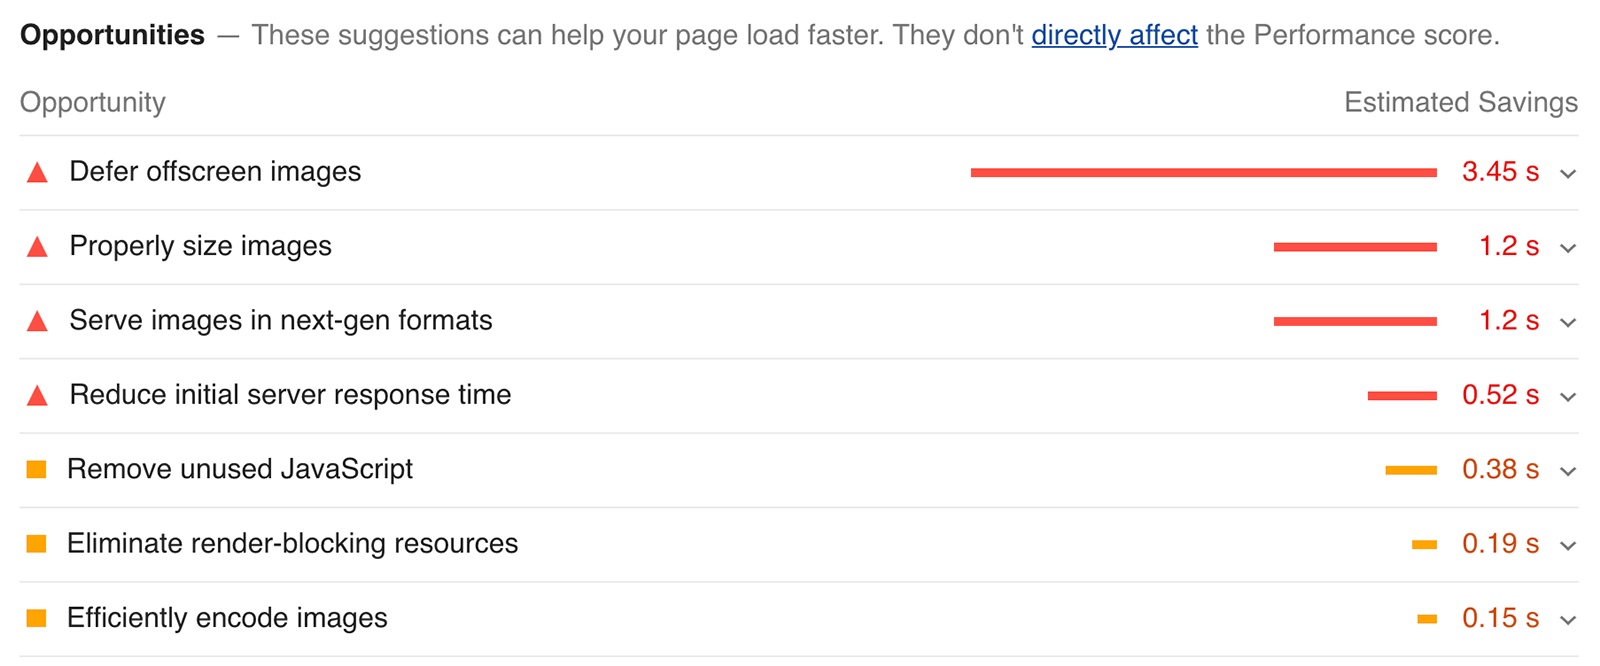 Opportunities — These suggestions can help your page load faster. They don't directly affect the Performance score.
Opportunity Estimated Savings
Defer offscreen images 3.45 s
Properly size images 1.2 s
Serve images in next-gen formats 1.2 s
Reduce initial server response time 0.52 s
Remove unused JavaScript 0.38 s
Eliminate render-blocking resources 0.19 s
Efficiently encode images 0.15 s